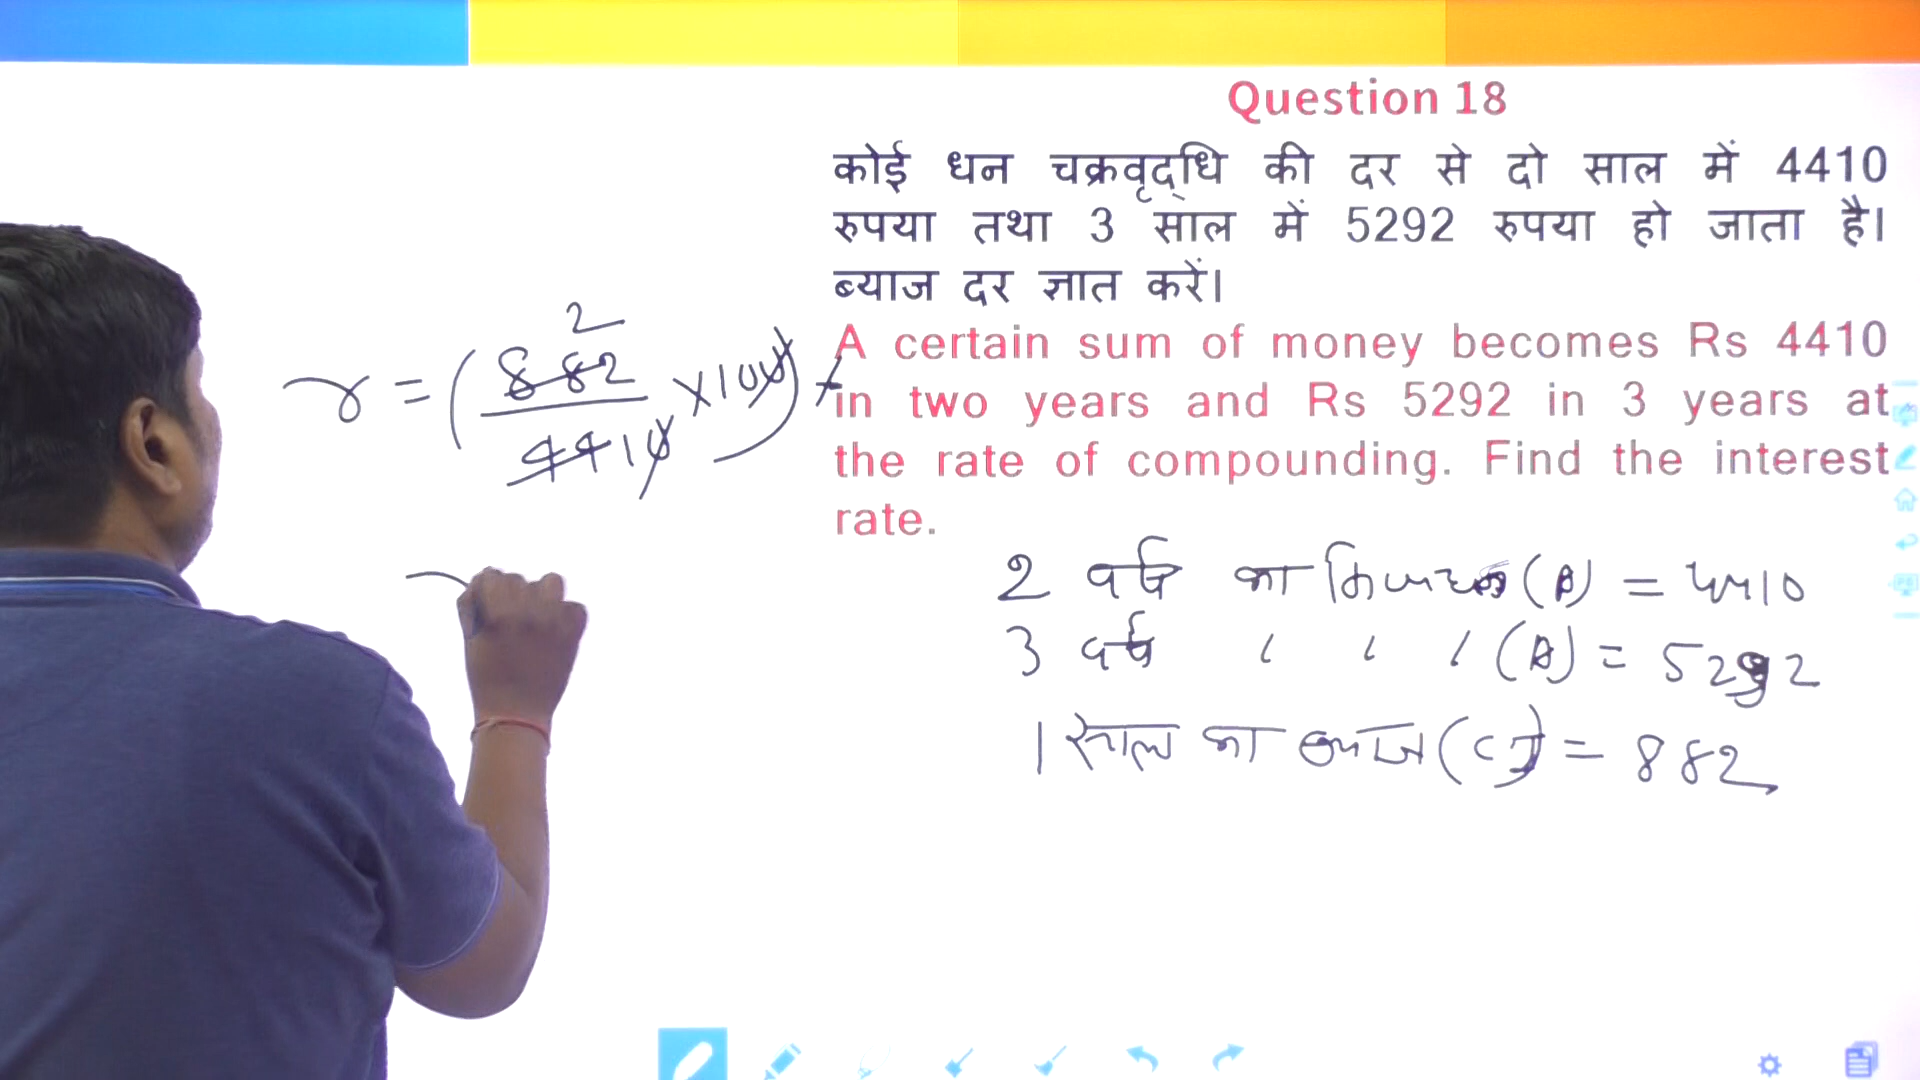 Question 18
कोई धन चक्रवृद्धि की दर से दो साल में 4410
रुपया तथा 3 साल में 5292 रुपया हो जाता है।
ब्याज दर ज्ञात करें।
A certain sum of money becomes Rs 4410
in two years and Rs 5292 in 3 years at
the rate of compounding. Find the interest
rate.
2
r = (882/4410 × 100) %
2 वर्ष का मिश्रधन (A) = 4410
3 वर्ष (A) = 5292
1 साल का ब्याज (CI) = 882